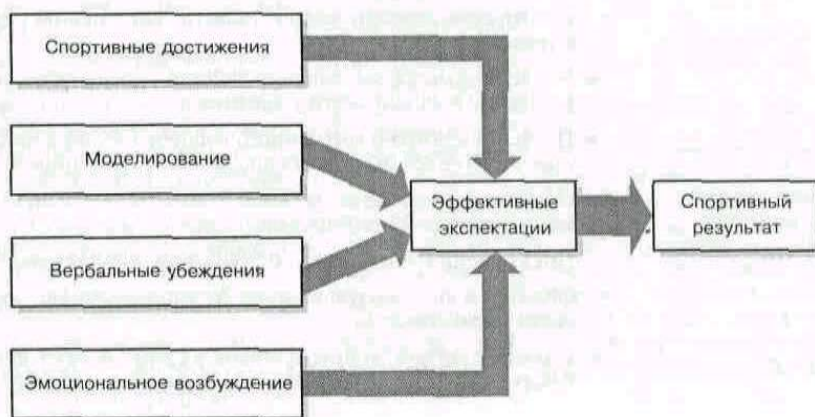 Спортивные достижения
Моделирование
Вербальные убеждения
Эмоциональное возбуждение
Эффективные
экспектации
Спортивный
результат